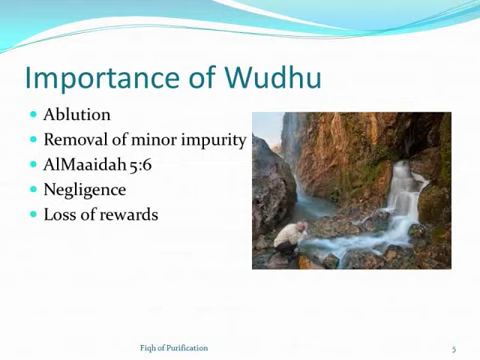 Importance of Wudhu
Ablution
Removal of minor impurity
AlMaaidah 5:6
Negligence
Loss of rewards
Fiqh of Purification
5